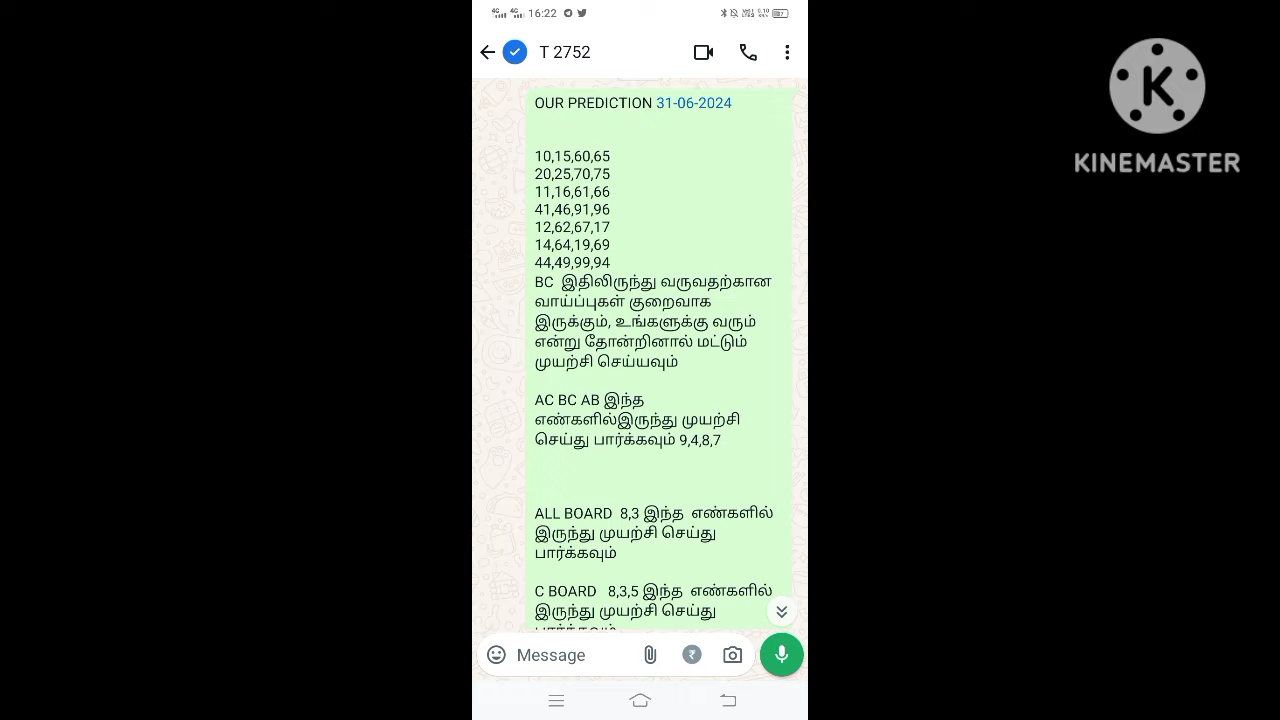 16:22
T 2752
OUR PREDICTION 31-06-2024
10,15,60,65
20,25,70,75
11,16,61,66
41,46,91,96
12,62,67,17
14,64,19,69
44,49,99,94
BC இதிலிருந்து வருவதற்கான
வாய்ப்புகள் குறைவாக
இருக்கும், உங்களுக்கு வரும்
என்று தோன்றினால் மட்டும்
முயற்சி செய்யவும்
AC BC AB இந்த
எண்களில்இருந்து முயற்சி
செய்து பார்க்கவும் 9,4,8,7
ALL BOARD 8,3 இந்த எண்களில்
இருந்து முயற்சி செய்து
பார்க்கவும்
C BOARD 8,3,5 இந்த எண்களில்
இருந்து முயற்சி செய்து
Message
K
KINEMASTER